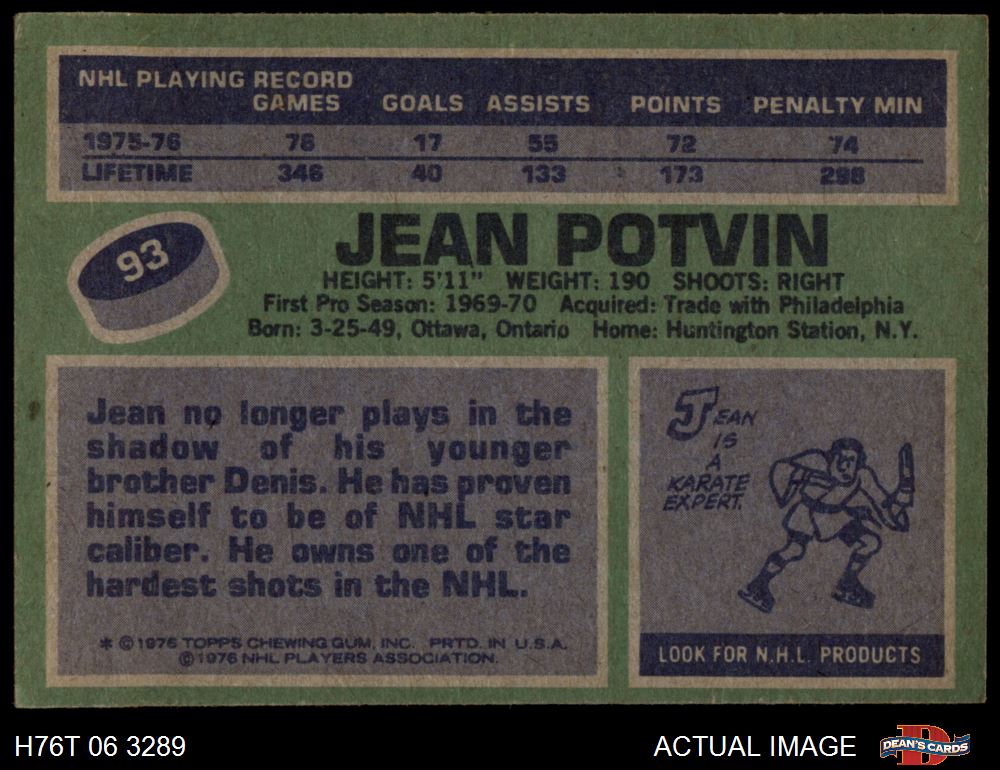 NHL PLAYING RECORD
GAMES GOALS ASSISTS POINTS PENALTY MIN
1975-76 78 17 55 72 74
LIFETIME 346 40 133 173 298
93
JEAN POTVIN
HEIGHT: 5'11" WEIGHT: 190 SHOOTS: RIGHT
First Pro Season: 1969-70 Acquired: Trade with Philadelphia
Born: 3-25-49, Ottawa, Ontario Home: Huntington Station, N.Y.
Jean no longer plays in the
shadow of his younger
brother Denis. He has proven
himself to be of NHL star
caliber. He owns one of the
hardest shots in the NHL.
* © 1976 TOPPS CHEWING GUM, INC. PRTD. IN U.S.A.
© 1976 NHL PLAYERS ASSOCIATION.
JEAN
IS
A
KARATE
EXPERT.
LOOK FOR N.H.L. PRODUCTS
H76T 06 3289
ACTUAL IMAGE
D
DEAN'S CARDS